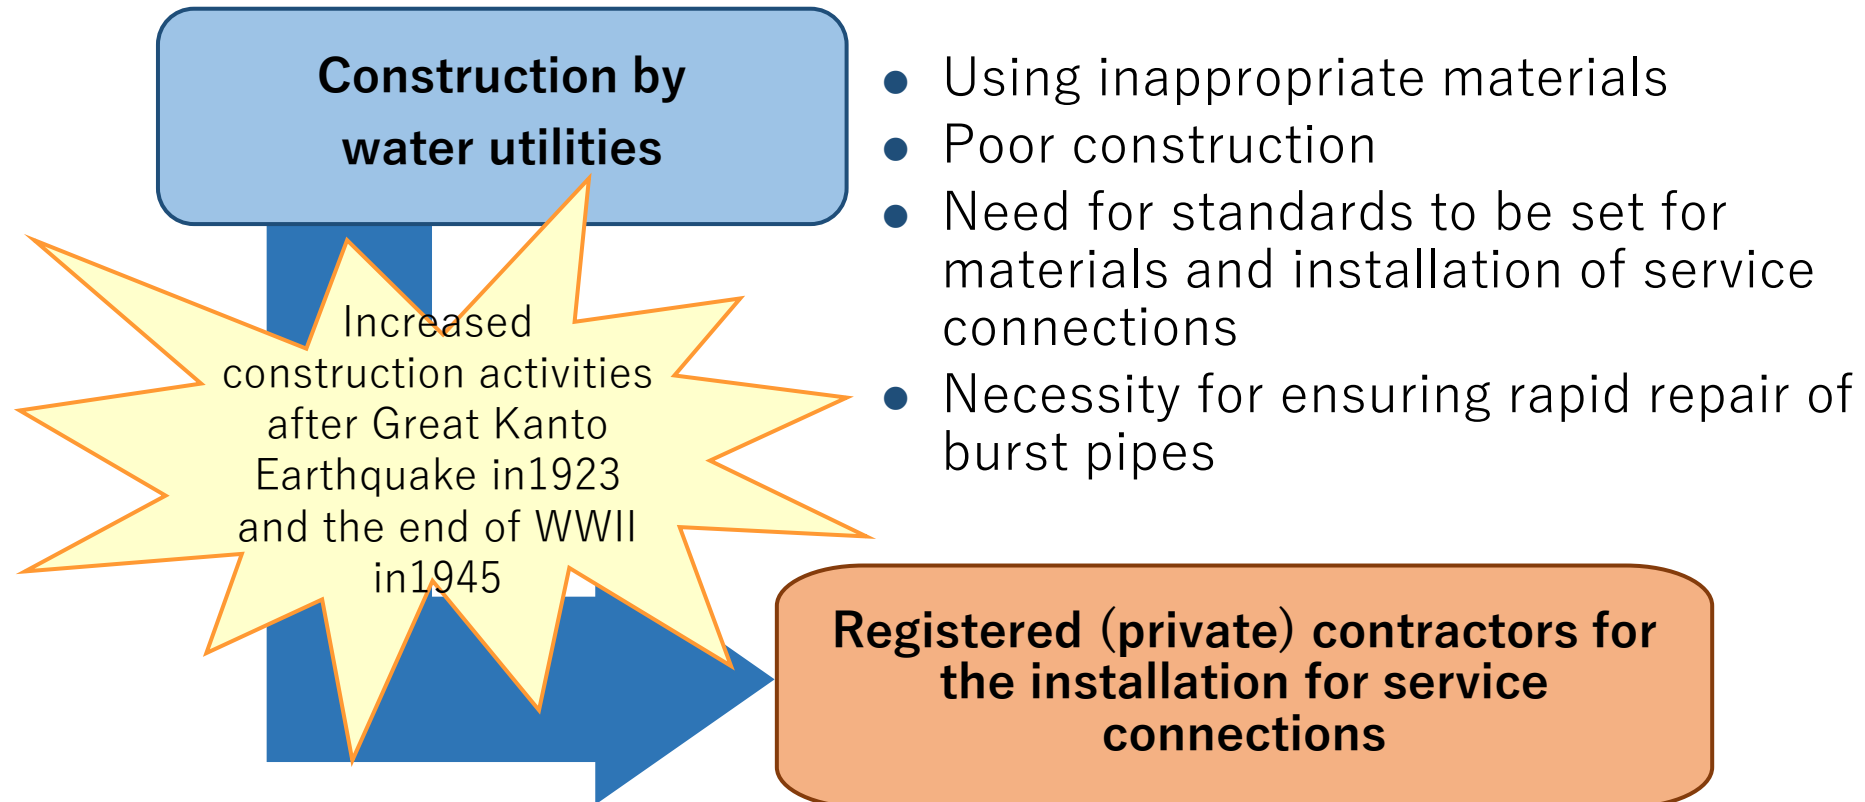 Construction by
water utilities
● Using inappropriate materials
● Poor construction
● Need for standards to be set for
materials and installation of service
connections
● Necessity for ensuring rapid repair of
burst pipes
Increased
construction activities
after Great Kanto
Earthquake in1923
and the end of WWII
in1945
Registered (private) contractors for
the installation for service
connections